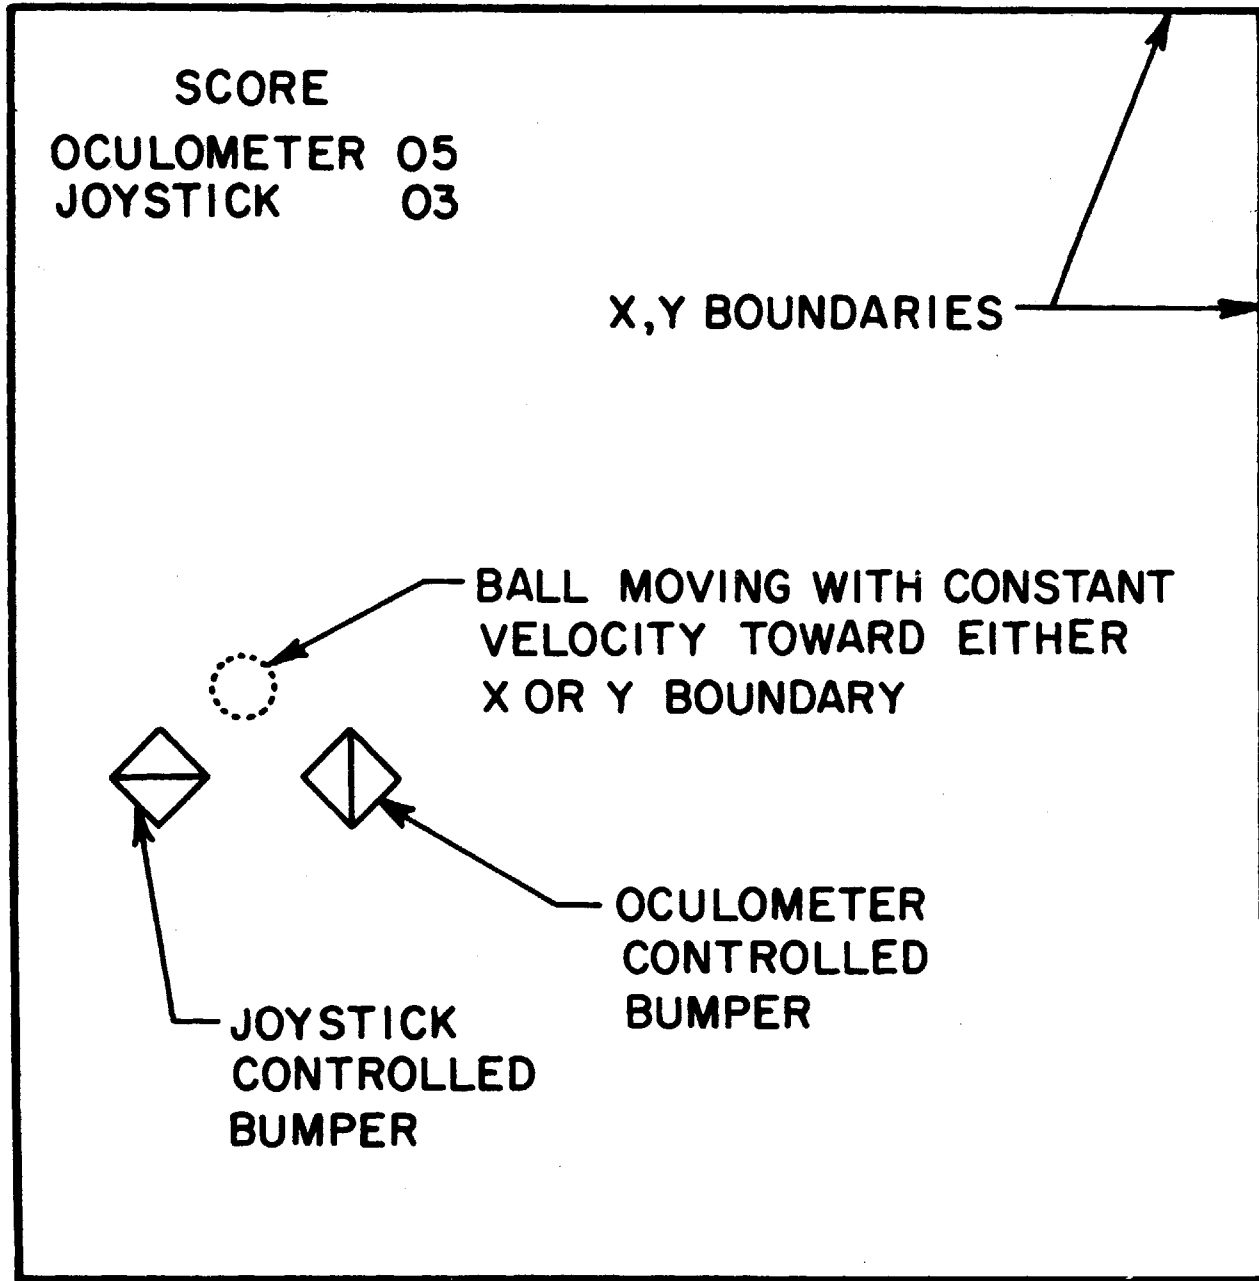 SCORE
OCULOMETER 05
JOYSTICK 03
X,Y BOUNDARIES
BALL MOVING WITH CONSTANT
VELOCITY TOWARD EITHER
X OR Y BOUNDARY
OCULOMETER
CONTROLLED
BUMPER
JOYSTICK
CONTROLLED
BUMPER